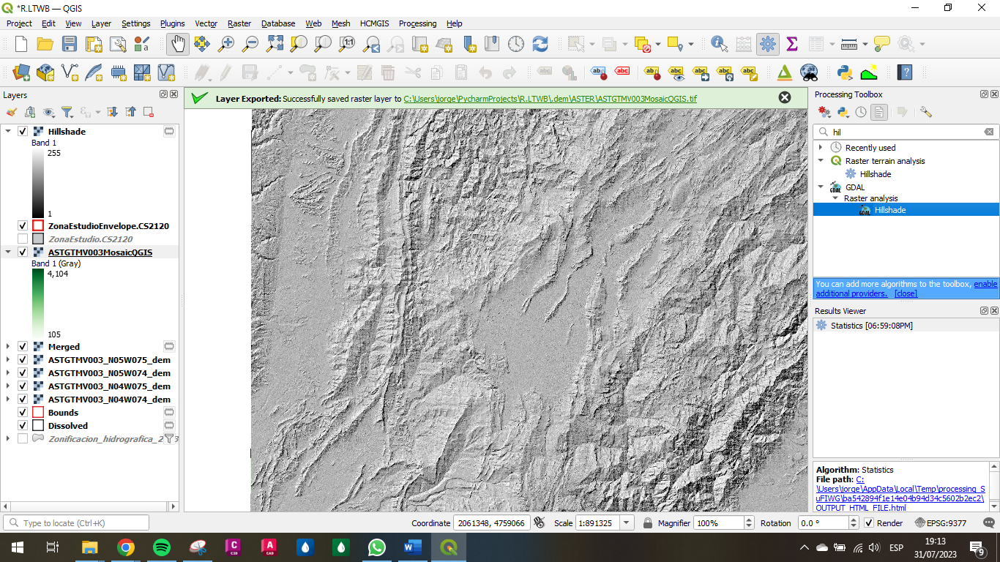 *R.LTWB — QGIS
Project Edit View Layer Settings Plugins Vector Raster Database Web Mesh HCMGIS Processing Help
Layers
Layer Exported: Successfully saved raster layer to C:\Users\jorge\PycharmProjects\R.LTWB\.dem\ASTER\ASTGTMV003MosaicQGIS.tif
Hillshade
Band 1
255
1
ZonaEstudioEnvelope.CS2120
ZonaEstudio.CS2120
ASTGTMV003MosaicQGIS
Band 1 (Gray)
4,104
105
Merged
ASTGTMV003_N05W075_dem
ASTGTMV003_N05W074_dem
ASTGTMV003_N04W075_dem
ASTGTMV003_N04W074_dem
Bounds
Dissolved
Zonificacion_hidrografica_2
3
Processing Toolbox
hil
Recently used
Raster terrain analysis
Hillshade
GDAL
Raster analysis
GDAL Hillshade
You can add more algorithms to the toolbox, enable
additional providers. [close]
Results Viewer
Statistics [06:59:08PM]
Algorithm: Statistics
File path: C:
\Users\jorge\AppData\Local\Temp\processing_S
uFIWG\ba542894f1e14e04b94d34c5602b2ec2\
OUTPUT_HTML_FILE.html
Type to locate (Ctrl+K)
Coordinate 2061348, 4759066 Scale 1:891325 Magnifier 100% Rotation 0.0 ° Render EPSG:9377
ESP
19:13
31/07/2023
9